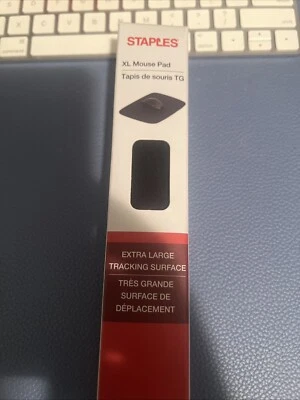 STAPLES
XL Mouse Pad
Tapis de souris TG
EXTRA LARGE
TRACKING SURFACE
TRÈS GRANDE
SURFACE DE
DÉPLACEMENT